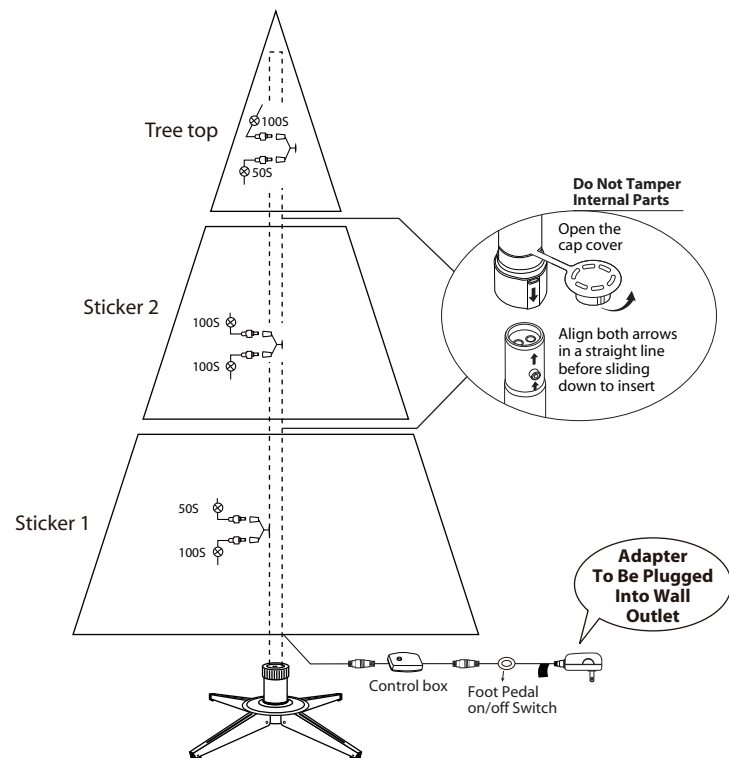 100S
Tree top
50S
Do Not Tamper
Internal Parts
Open the
cap cover
Sticker 2
100S
100S
Align both arrows
in a straight line
before sliding
down to insert
50S
Sticker 1
100S
Adapter
To Be Plugged
Into Wall
Outlet
Control box
Foot Pedal
on/off Switch